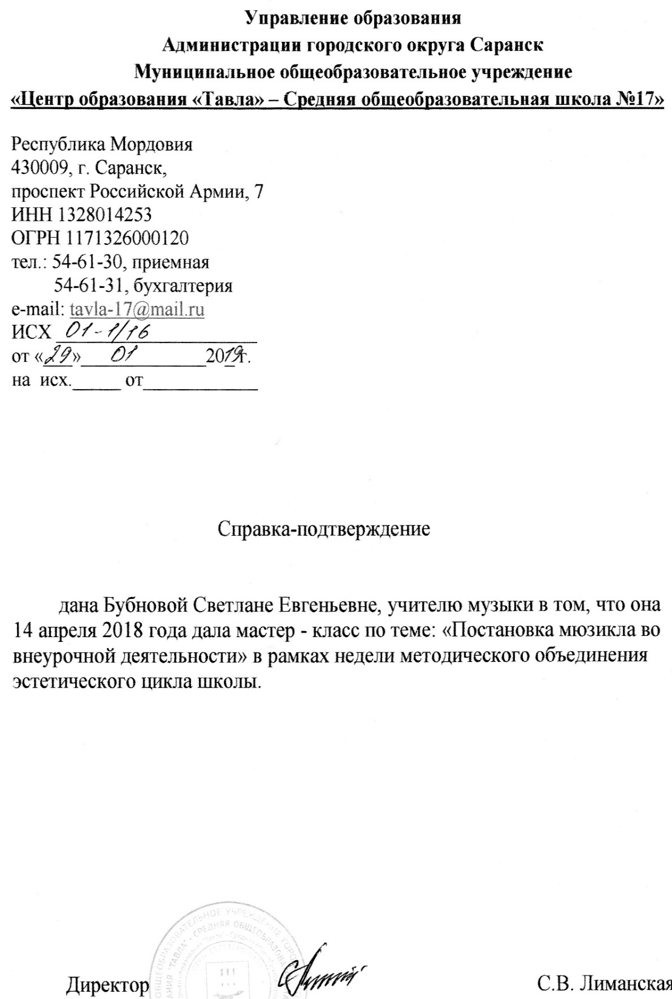 Управление образования
Администрации городского округа Саранск
Муниципальное общеобразовательное учреждение
«Центр образования «Тавла» – Средняя общеобразовательная школа №17»
Республика Мордовия
430009, г. Саранск,
проспект Российской Армии, 7
ИНН 1328014253
ОГРН 1171326000120
тел.: 54-61-30, приемная
54-61-31, бухгалтерия
e-mail: tavla-17@mail.ru
ИСХ 01-1/16
от «29» 01 2019г.
на исх.______ от______________
Справка-подтверждение
дана Бубновой Светлане Евгеньевне, учителю музыки в том, что она
14 апреля 2018 года дала мастер - класс по теме: «Постановка мюзикла во
внеурочной деятельности» в рамках недели методического объединения
эстетического цикла школы.
Директор
С.В. Лиманская